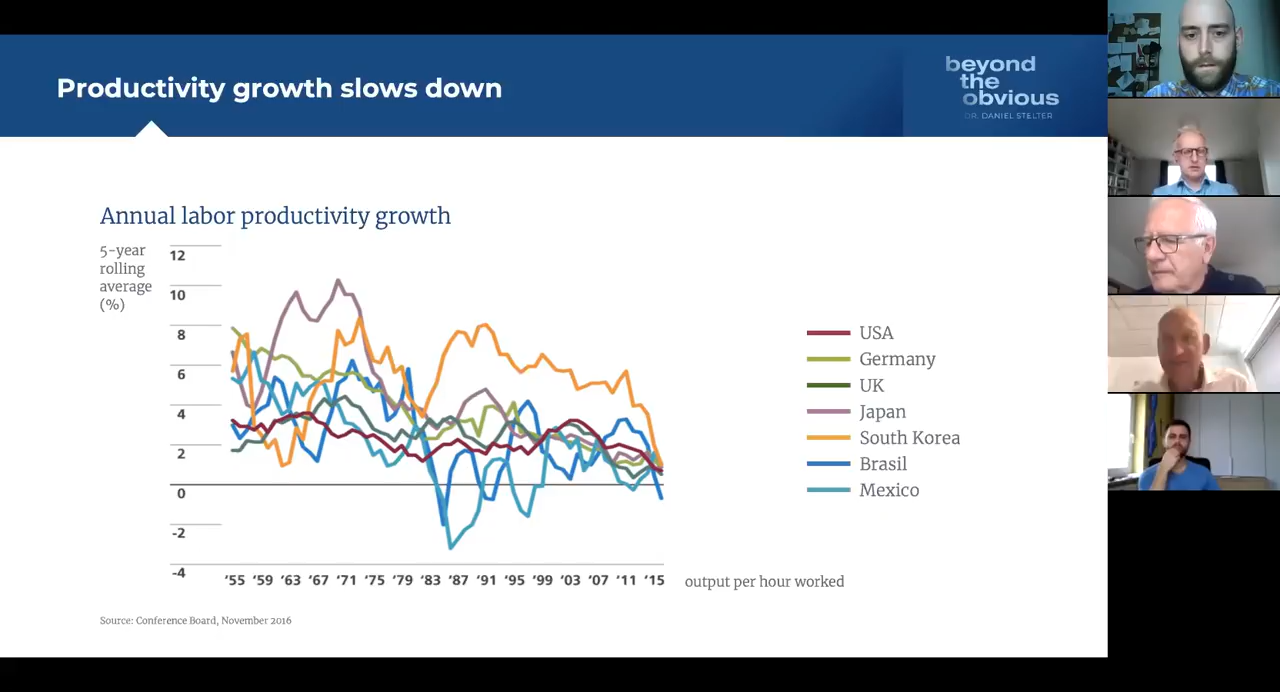 Productivity growth slows down
beyond
the
obvious
DR. DANIEL STELTER
Annual labor productivity growth
5-year
rolling
average
(%)
12
10
8
6
4
2
0
-2
-4
'55 '59 '63 '67 '71 '75 '79 '83 '87 '91 '95 '99 '03 '07 '11 '15
output per hour worked
USA
Germany
UK
Japan
South Korea
Brasil
Mexico
Source: Conference Board, November 2016